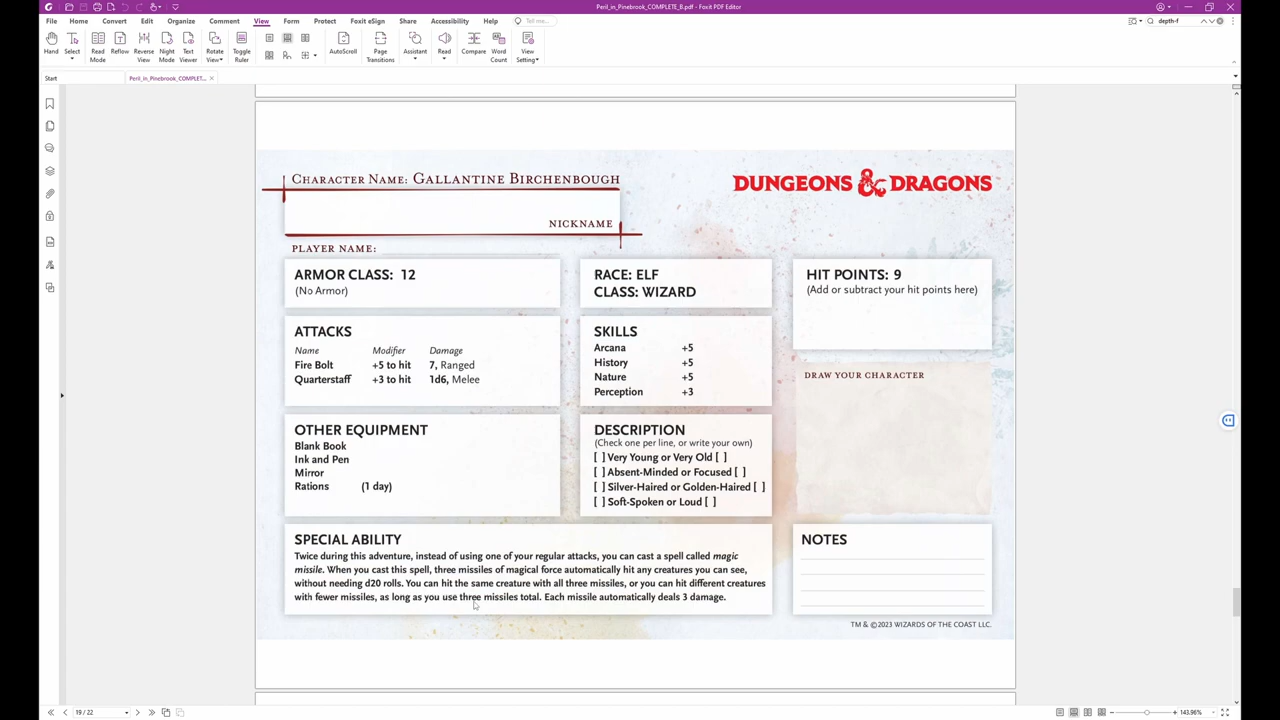 Peril_in_Pinebrook_COMPLETE_B.pdf - Foxit PDF Editor
File Home Convert Edit Organize Comment View Form Protect Foxit eSign Share Accessibility Help Tell me... depth-f
Hand Select Read Mode Reflow Reverse View Night Mode Text Viewer Rotate View Toggle Ruler AutoScroll Page Transitions Assistant Read Compare Word Count View Setting
Start Peril_in_Pinebrook_COMPLET...
CHARACTER NAME: GALLANTINE BIRCHENBOUGH
DUNGEONS & DRAGONS
NICKNAME
PLAYER NAME:
ARMOR CLASS: 12
(No Armor)
RACE: ELF
CLASS: WIZARD
HIT POINTS: 9
(Add or subtract your hit points here)
ATTACKS
Name Modifier Damage
Fire Bolt +5 to hit 7, Ranged
Quarterstaff +3 to hit 1d6, Melee
SKILLS
Arcana +5
History +5
Nature +5
Perception +3
DRAW YOUR CHARACTER
OTHER EQUIPMENT
Blank Book
Ink and Pen
Mirror
Rations (1 day)
DESCRIPTION
(Check one per line, or write your own)
[ ] Very Young or Very Old [ ]
[ ] Absent-Minded or Focused [ ]
[ ] Silver-Haired or Golden-Haired [ ]
[ ] Soft-Spoken or Loud [ ]
SPECIAL ABILITY
Twice during this adventure, instead of using one of your regular attacks, you can cast a spell called magic
missile. When you cast this spell, three missiles of magical force automatically hit any creatures you can see,
without needing d20 rolls. You can hit the same creature with all three missiles, or you can hit different creatures
with fewer missiles, as long as you use three missiles total. Each missile automatically deals 3 damage.
NOTES
TM & ©2023 WIZARDS OF THE COAST LLC.
19 / 22
143.96%